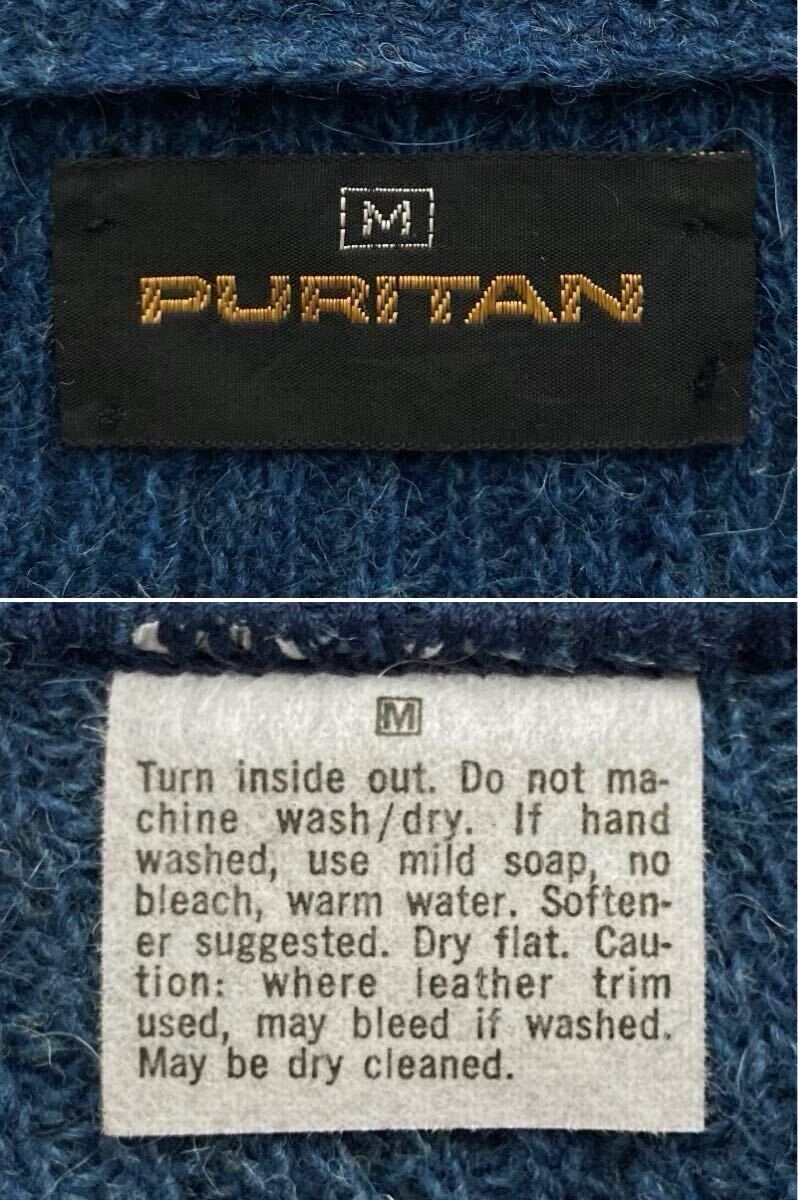 M
PURITAN
M
Turn inside out. Do not ma-
chine wash/dry. If hand
washed, use mild soap, no
bleach, warm water. Soften-
er suggested. Dry flat. Cau-
tion: where leather trim
used, may bleed if washed.
May be dry cleaned.